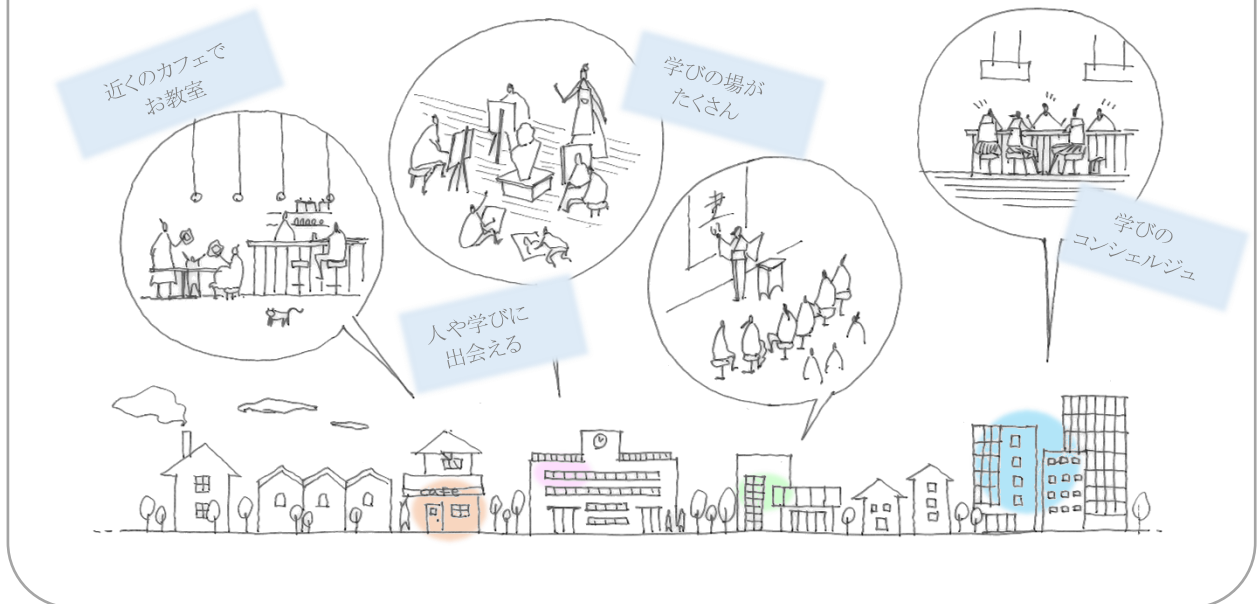 近くのカフェで
お教室
学びの場が
たくさん
学びの
コンシェルジュ
人や学びに
出会える
cafe